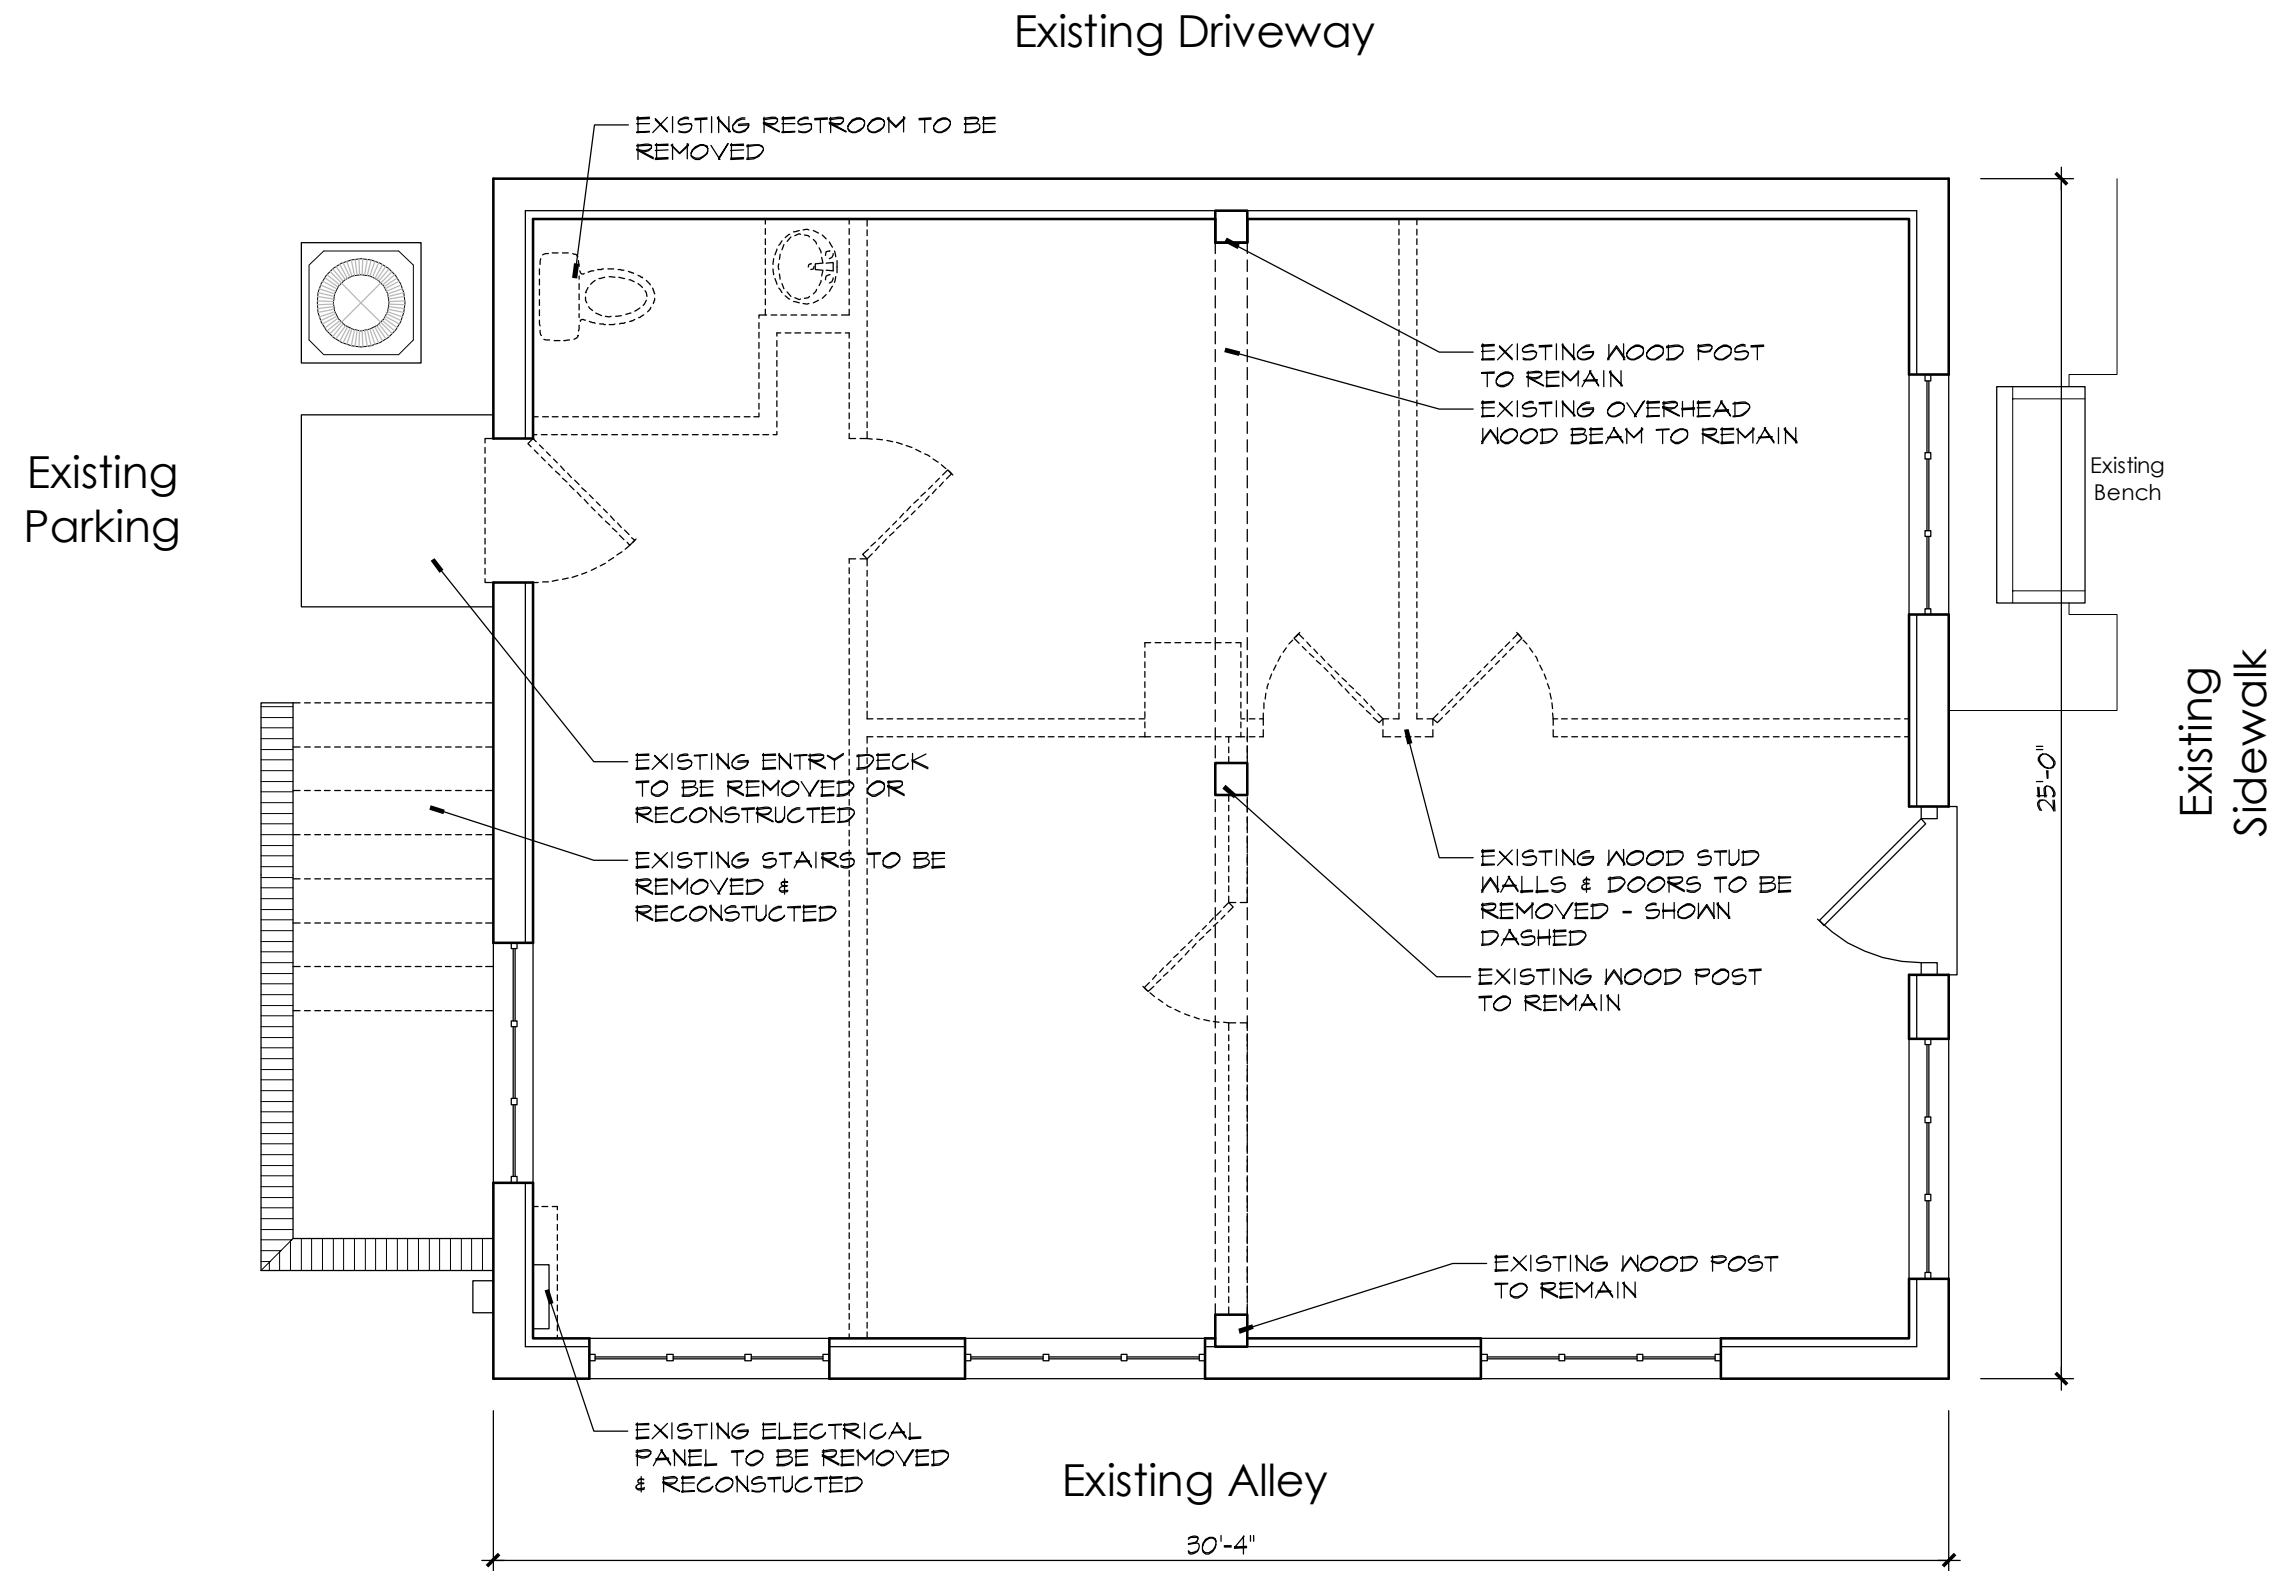 Existing Driveway
EXISTING RESTROOM TO BE
REMOVED
EXISTING WOOD POST
TO REMAIN
EXISTING OVERHEAD
WOOD BEAM TO REMAIN
Existing
Parking
Existing
Bench
Existing
Sidewalk
25'-0"
EXISTING ENTRY DECK
TO BE REMOVED OR
RECONSTRUCTED
EXISTING STAIRS TO BE
REMOVED &
RECONSTUCTED
EXISTING WOOD STUD
WALLS & DOORS TO BE
REMOVED - SHOWN
DASHED
EXISTING WOOD POST
TO REMAIN
EXISTING WOOD POST
TO REMAIN
EXISTING ELECTRICAL
PANEL TO BE REMOVED
& RECONSTUCTED
Existing Alley
30'-4"